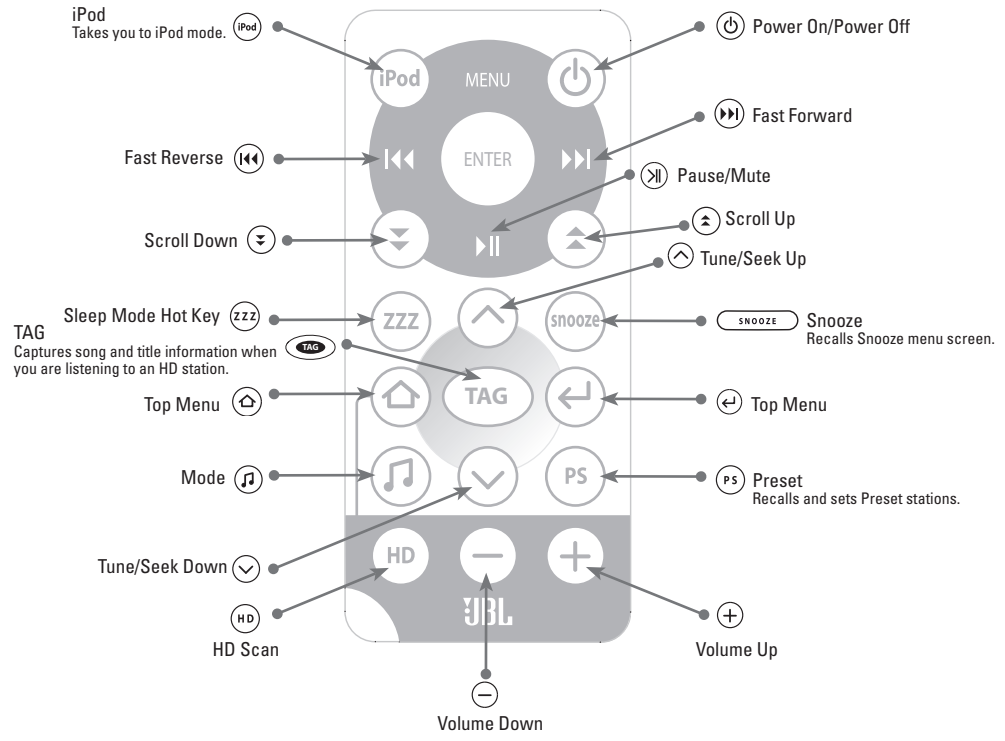 iPod
Takes you to iPod mode.
iPod
Power On/Power Off
iPod
MENU
Fast Forward
Fast Reverse
ENTER
Pause/Mute
Scroll Up
Scroll Down
Tune/Seek Up
Sleep Mode Hot Key
zzz
zzz
snooze
SNOOZE
Snooze
Recalls Snooze menu screen.
TAG
Captures song and title information when
you are listening to an HD station.
TAG
TAG
Top Menu
Top Menu
Mode
PS
PS
Preset
Recalls and sets Preset stations.
Tune/Seek Down
HD
HD
HD Scan
JBL
Volume Up
Volume Down